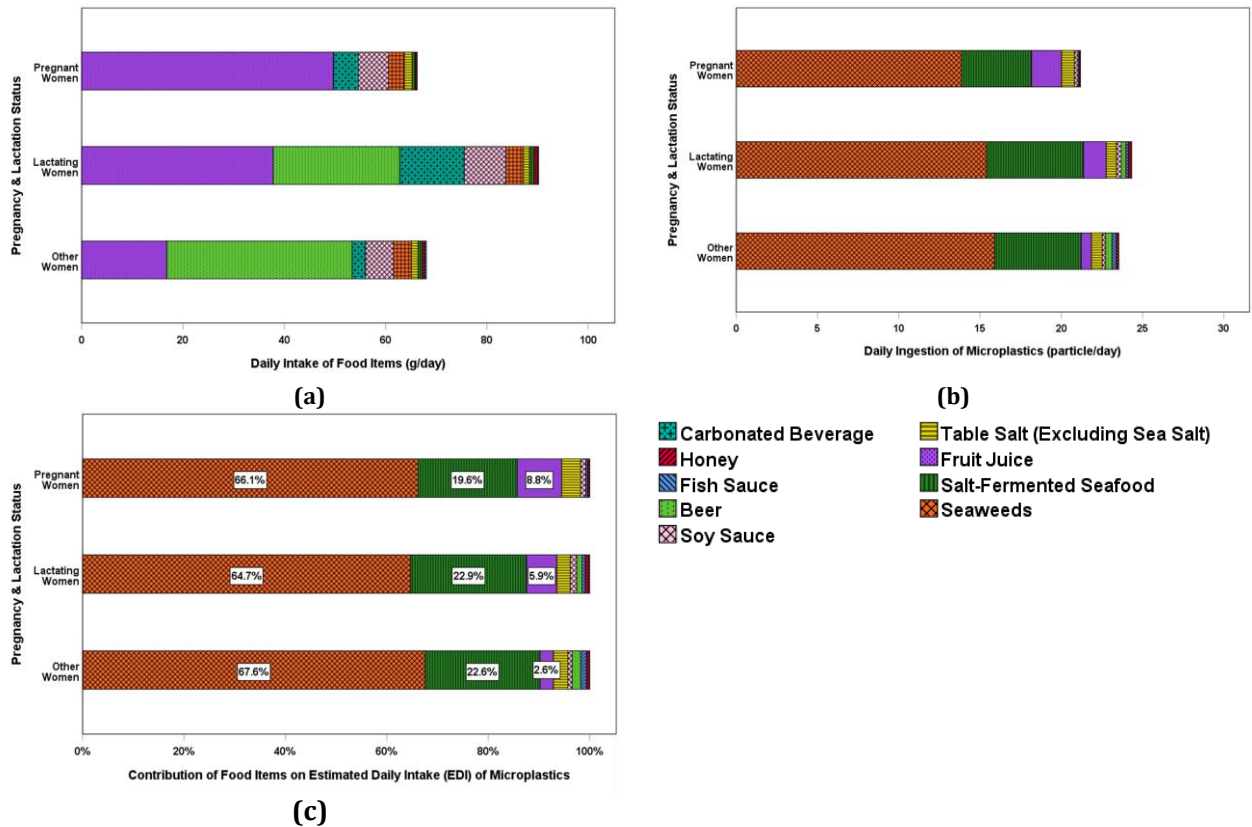 Pregnancy & Lactation Status
Pregnant
Women
Lactating
Women
Other
Women
0 20 40 60 80 100
Daily Intake of Food Items (g/day)
(a)
Pregnancy & Lactation Status
Pregnant
Women
Lactating
Women
Other
Women
0 5 10 15 20 25 30
Daily Ingestion of Microplastics (particle/day)
(b)
Pregnancy & Lactation Status
Pregnant
Women
66.1% 19.6% 8.8%
Lactating
Women
64.7% 22.9% 5.9%
Other
Women
67.6% 22.6% 2.6%
0% 20% 40% 60% 80% 100%
Contribution of Food Items on Estimated Daily Intake (EDI) of Microplastics
(c)
Carbonated Beverage
Honey
Fish Sauce
Beer
Soy Sauce
Table Salt (Excluding Sea Salt)
Fruit Juice
Salt-Fermented Seafood
Seaweeds